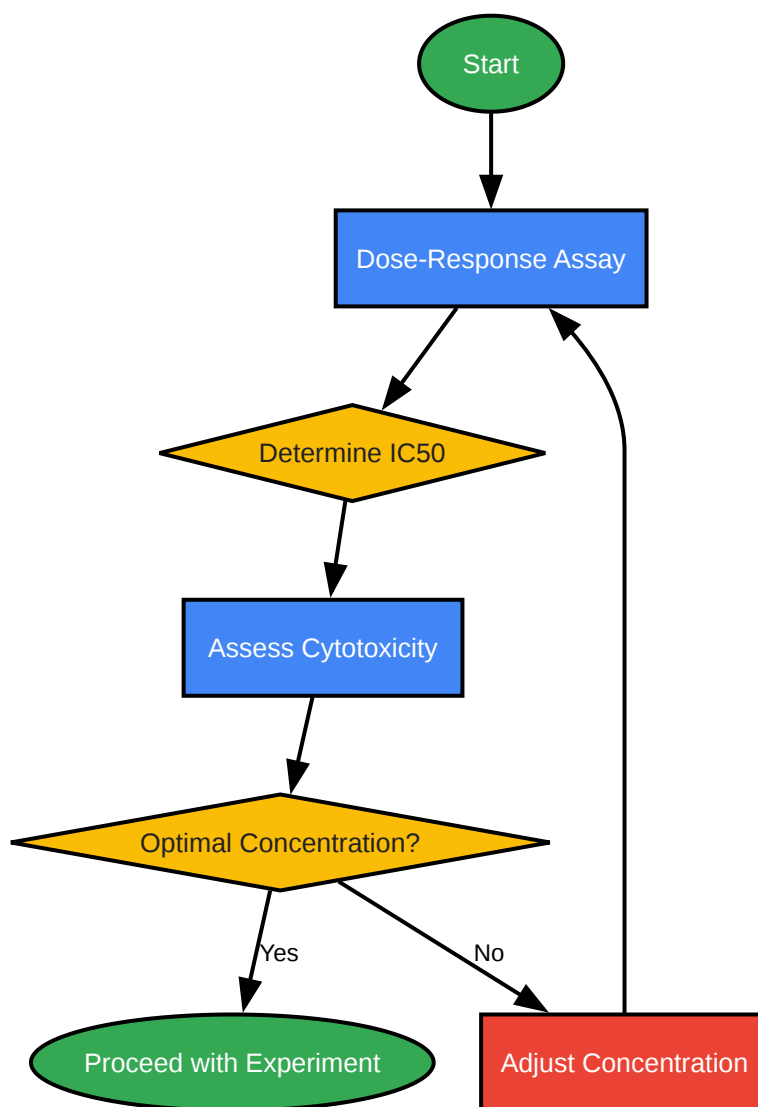 Start
Dose-Response Assay
Determine IC50
Assess Cytotoxicity
Optimal Concentration?
Yes
No
Proceed with Experiment
Adjust Concentration